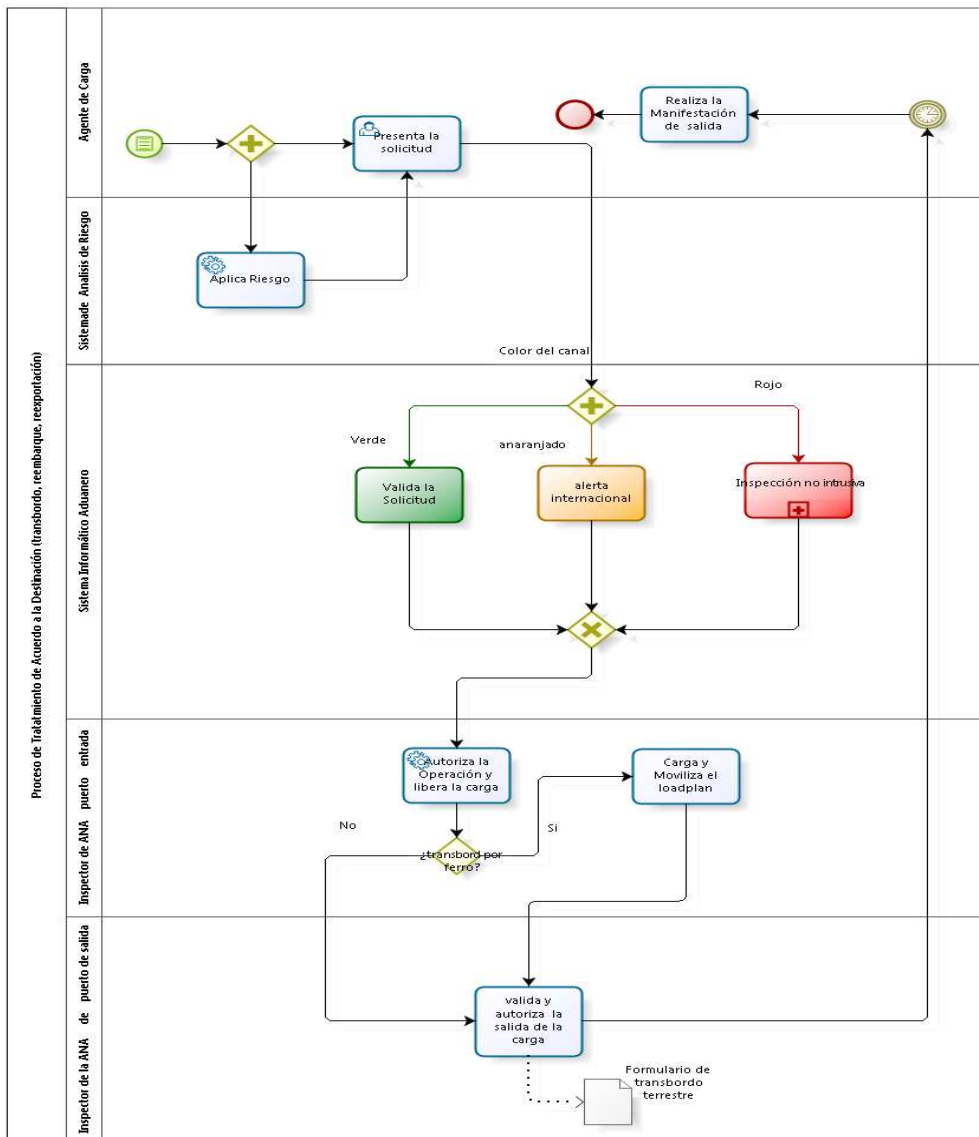 Proceso de Tratatmiento de Acuerdo a la Destinación (transbordo, reembarque, reexportación)
Agente de Carga
Presenta la
solicitud
Realiza la
Manifestación
de salida
Sistemade Analisis de Riesgo
Aplica Riesgo
Color del canal
Sistema Informático Aduanero
Rojo
Verde
anaranjado
Valida la
Solicitud
alerta
internacional
Inspección no intrusiva
Inspector de ANA puerto entrada
Autoriza la
Operación y
libera la carga
Carga y
Moviliza el
loadplan
No
Si
¿transbord por
ferro?
Inspector de la ANA de puerto de salida
valida y
autoriza la
salida de la
carga
Formulario de
transbordo
terrestre